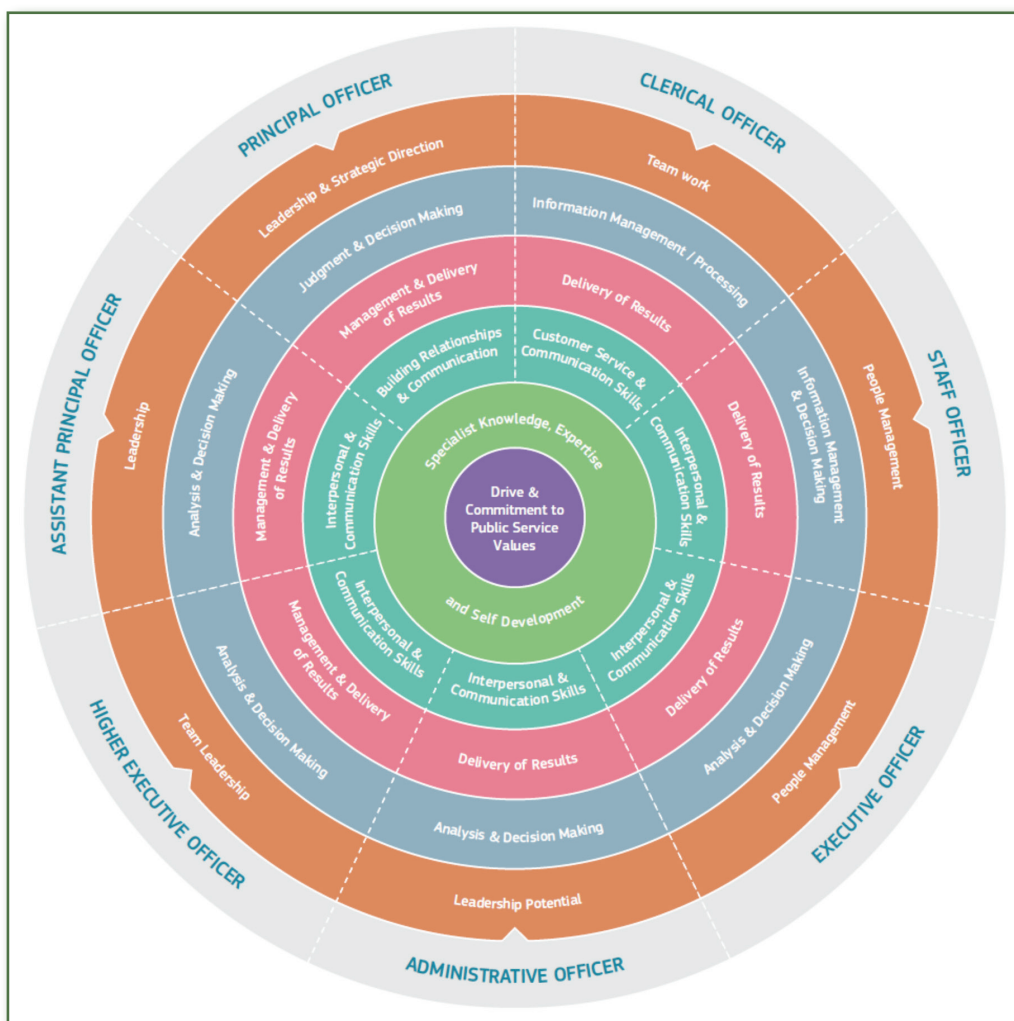 PRINCIPAL OFFICER
Leadership & Strategic Direction
Judgment & Decision Making
Management & Delivery
of Results
Building Relationships
& Communication
CLERICAL OFFICER
Team work
Information Management / Processing
Delivery of Results
Customer Service &
Communication Skills
STAFF OFFICER
People Management
Information Management
& Decision Making
Delivery of Results
Interpersonal &
Communication Skills
EXECUTIVE OFFICER
People Management
Analysis & Decision Making
Delivery of Results
Interpersonal &
Communication Skills
ADMINISTRATIVE OFFICER
Leadership Potential
Analysis & Decision Making
Delivery of Results
Interpersonal &
Communication Skills
HIGHER EXECUTIVE OFFICER
Team Leadership
Analysis & Decision Making
Management & Delivery
of Results
Interpersonal &
Communication Skills
ASSISTANT PRINCIPAL OFFICER
Leadership
Analysis & Decision Making
Management & Delivery
of Results
Interpersonal &
Communication Skills
Specialist Knowledge, Expertise
and Self Development
Drive &
Commitment to
Public Service
Values